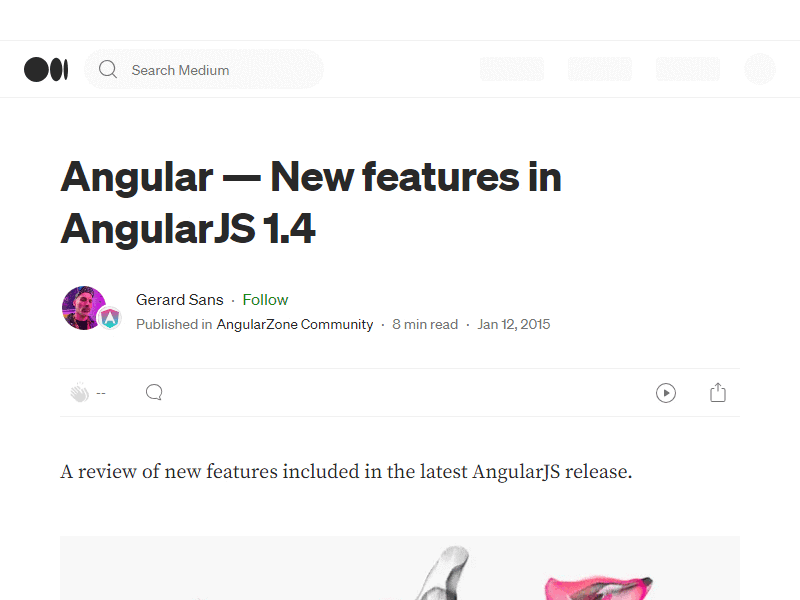 Search Medium
Angular — New features in
AngularJS 1.4
Gerard Sans · Follow
Published in AngularZone Community · 8 min read · Jan 12, 2015
--
A review of new features included in the latest AngularJS release.